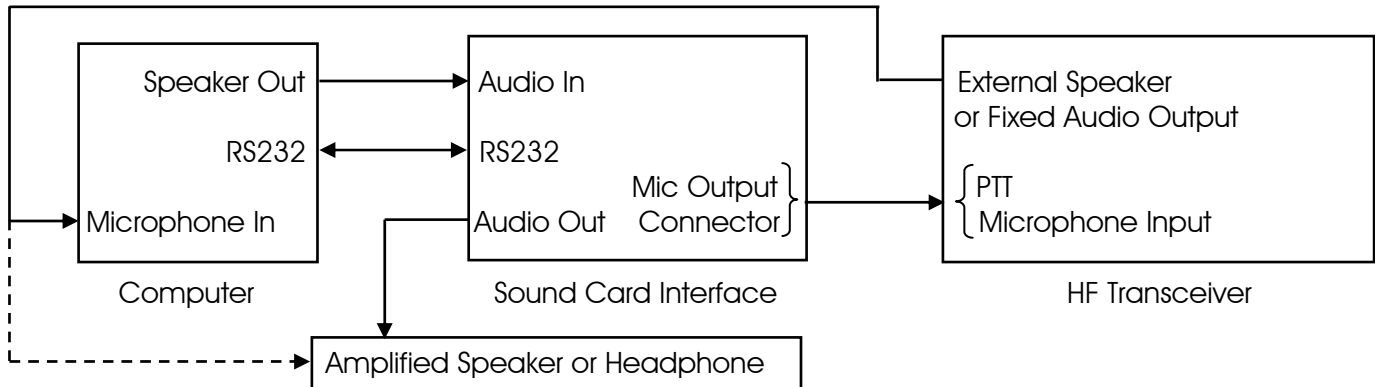 Speaker Out
RS232
Microphone In
Computer
Audio In
RS232
Audio Out
Mic Output
Connector
Sound Card Interface
External Speaker
or Fixed Audio Output
PTT
Microphone Input
HF Transceiver
Amplified Speaker or Headphone